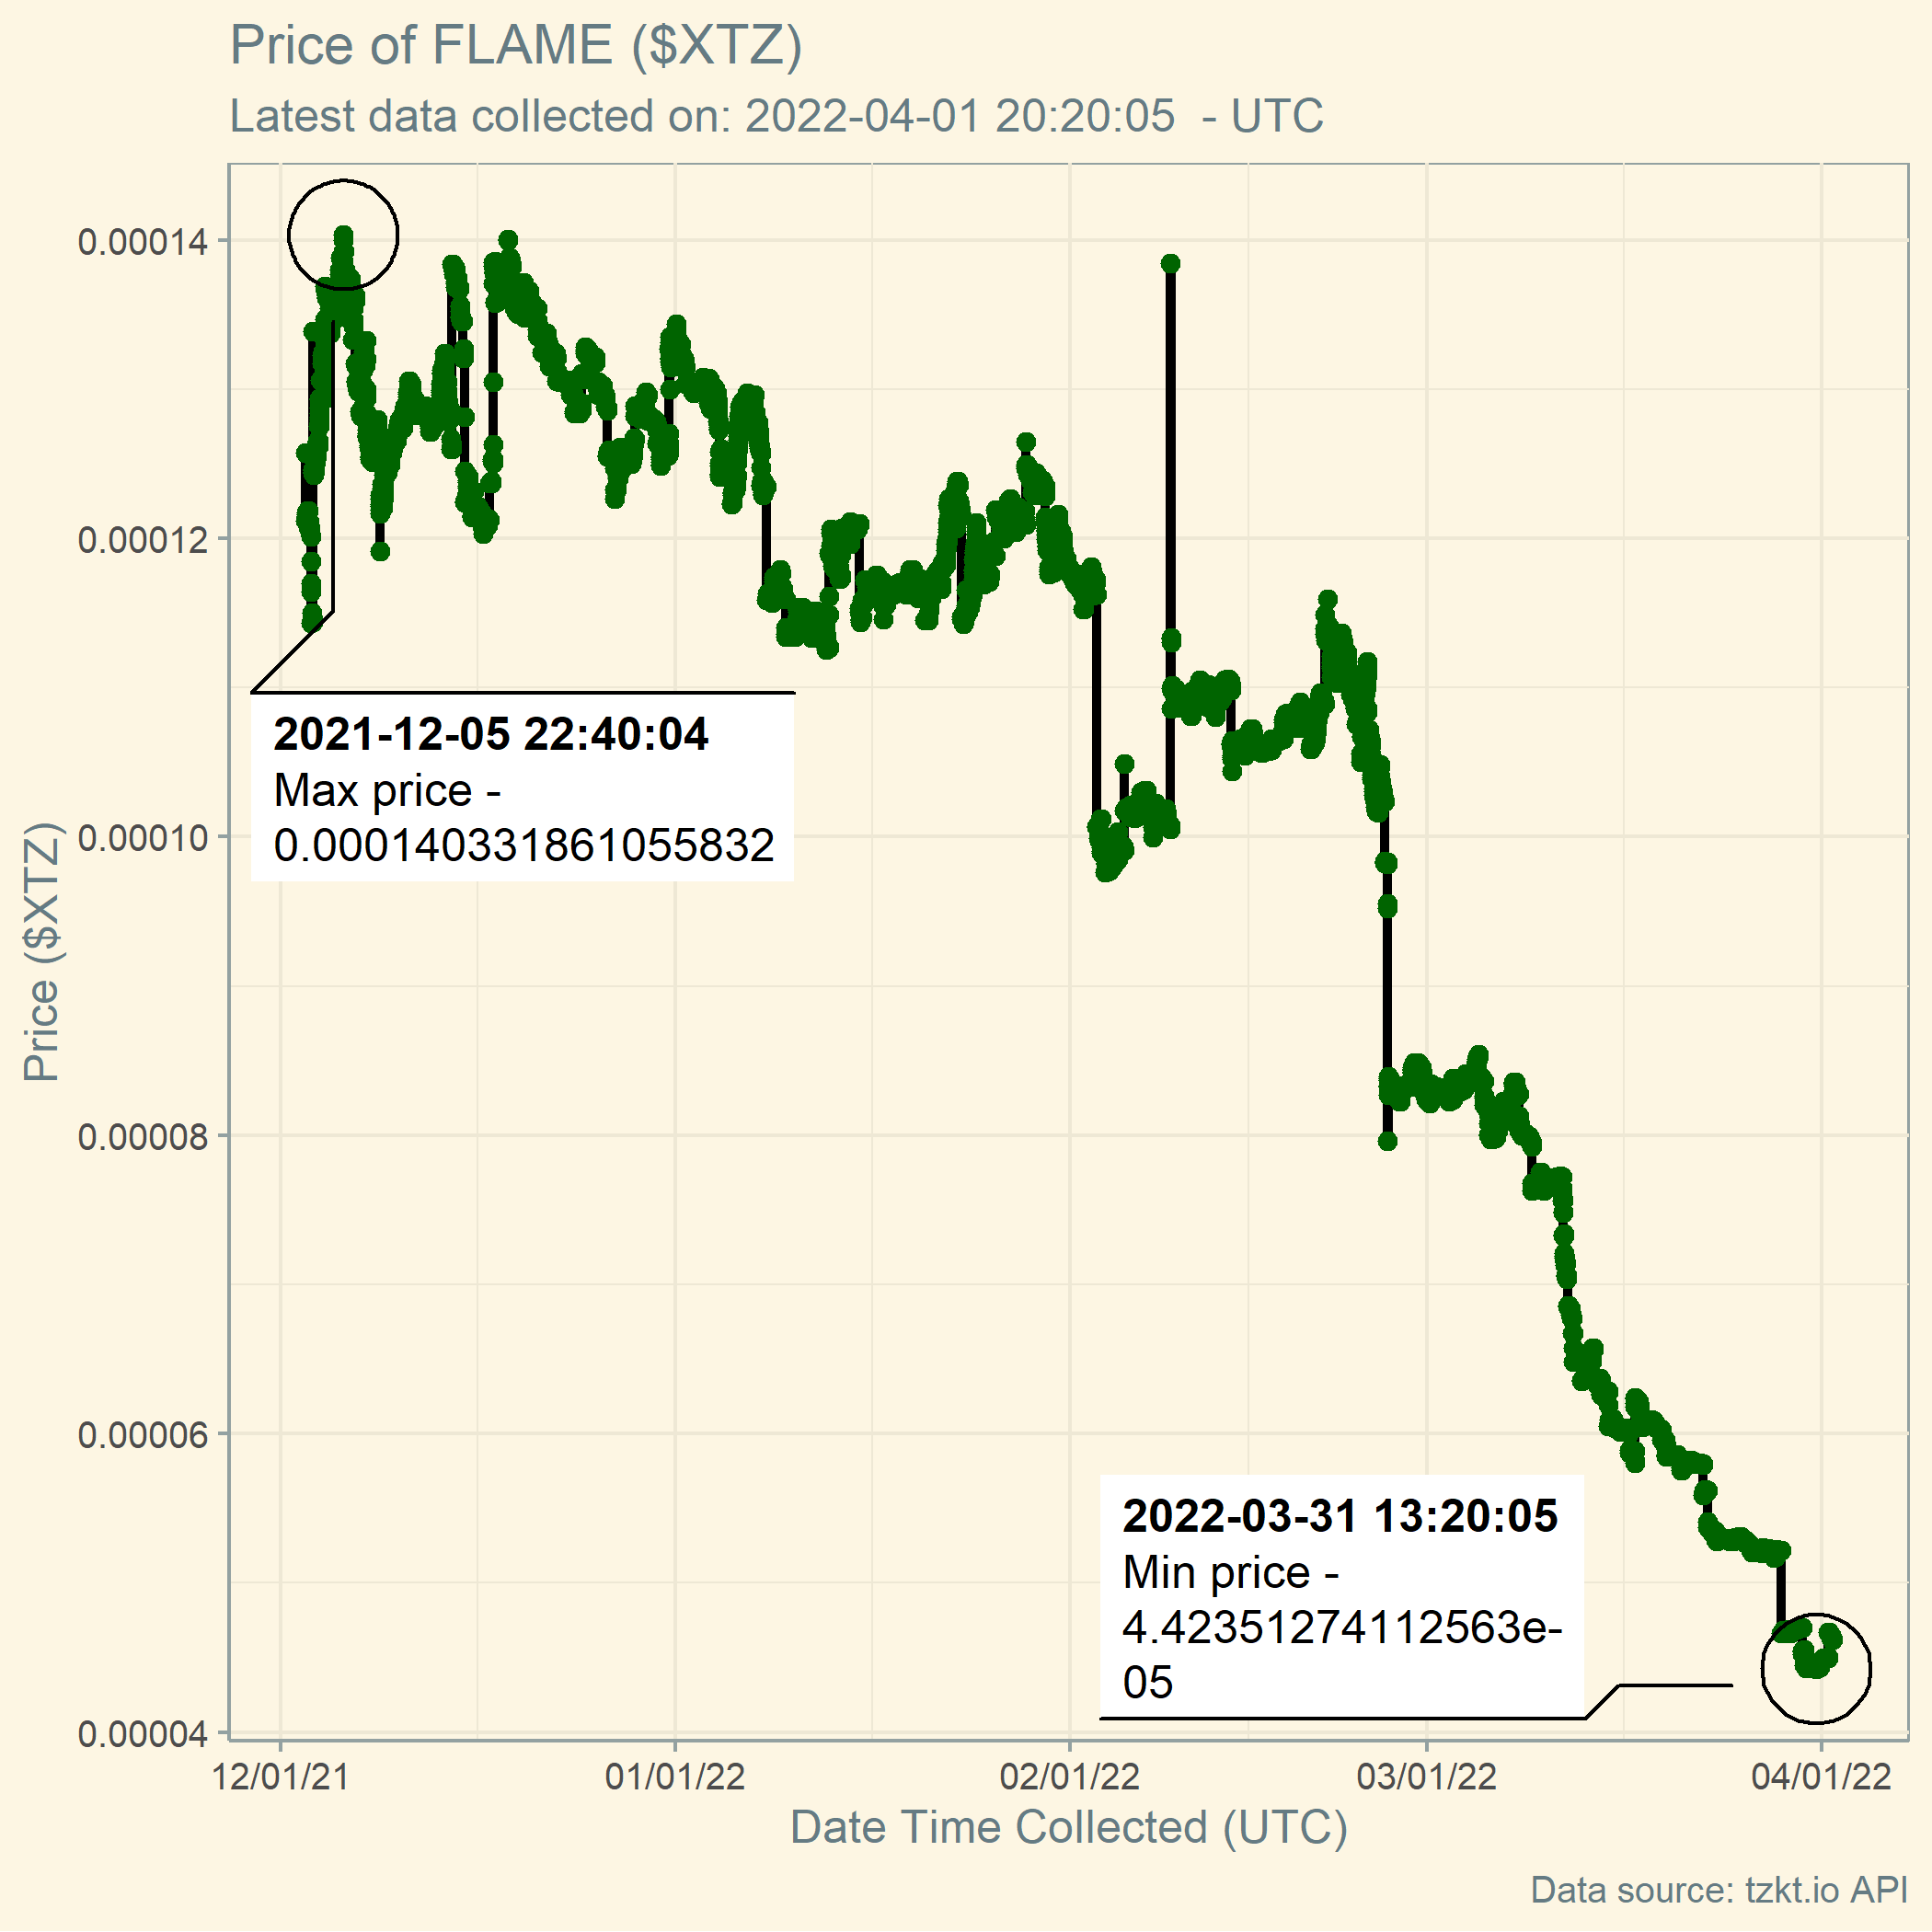 Price of FLAME ($XTZ)
Latest data collected on: 2022-04-01 20:20:05  - UTC
Price ($XTZ)
0.00014
0.00012
0.00010
0.00008
0.00006
0.00004
2021-12-05 22:40:04
Max price -
0.000140331861055832
2022-03-31 13:20:05
Min price -
4.42351274112563e-
05
12/01/21
01/01/22
02/01/22
03/01/22
04/01/22
Date Time Collected (UTC)
Data source: tzkt.io API